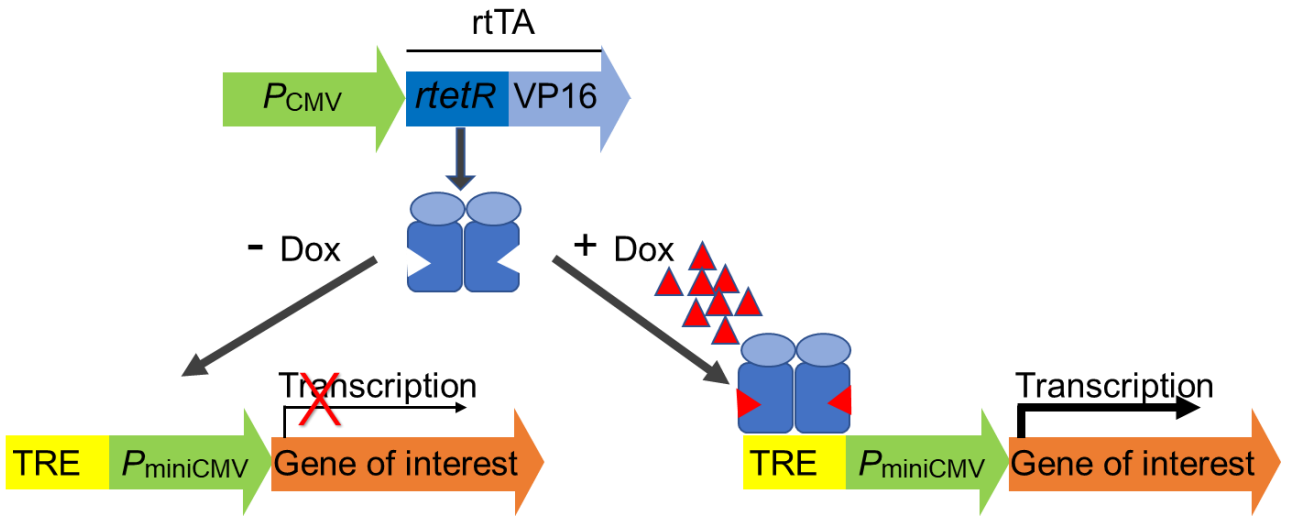 rtTA
PCMV
rtetR VP16
- Dox
+ Dox
Transcription
Transcription
TRE PminiCMV Gene of interest
TRE PminiCMV Gene of interest